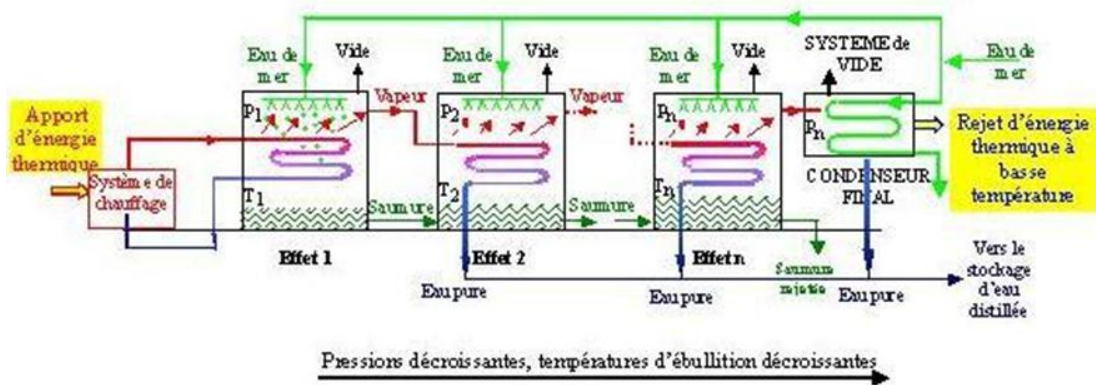 Eau de
mer
Vide
Eau de
mer
Vide
Eau de
mer
Vide
SYSTEME de
VIDE
Eau de
mer
Apport
d'énergie
thermique
Système de
chauffage
P1
Vapeur
P2
Vapeur
Pn
Pn
Rejet d'énergie
thermique à
basse
température
T1
T2
Tn
CONDENSEUR
FINAL
Saumure
Saumure
Effet 1
Effet 2
Effet n
Saumure
rejetée
Eau pure
Eau pure
Eau pure
Vers le
stockage
d'eau
distillée
Pressions décroissantes, températures d'ébullition décroissantes